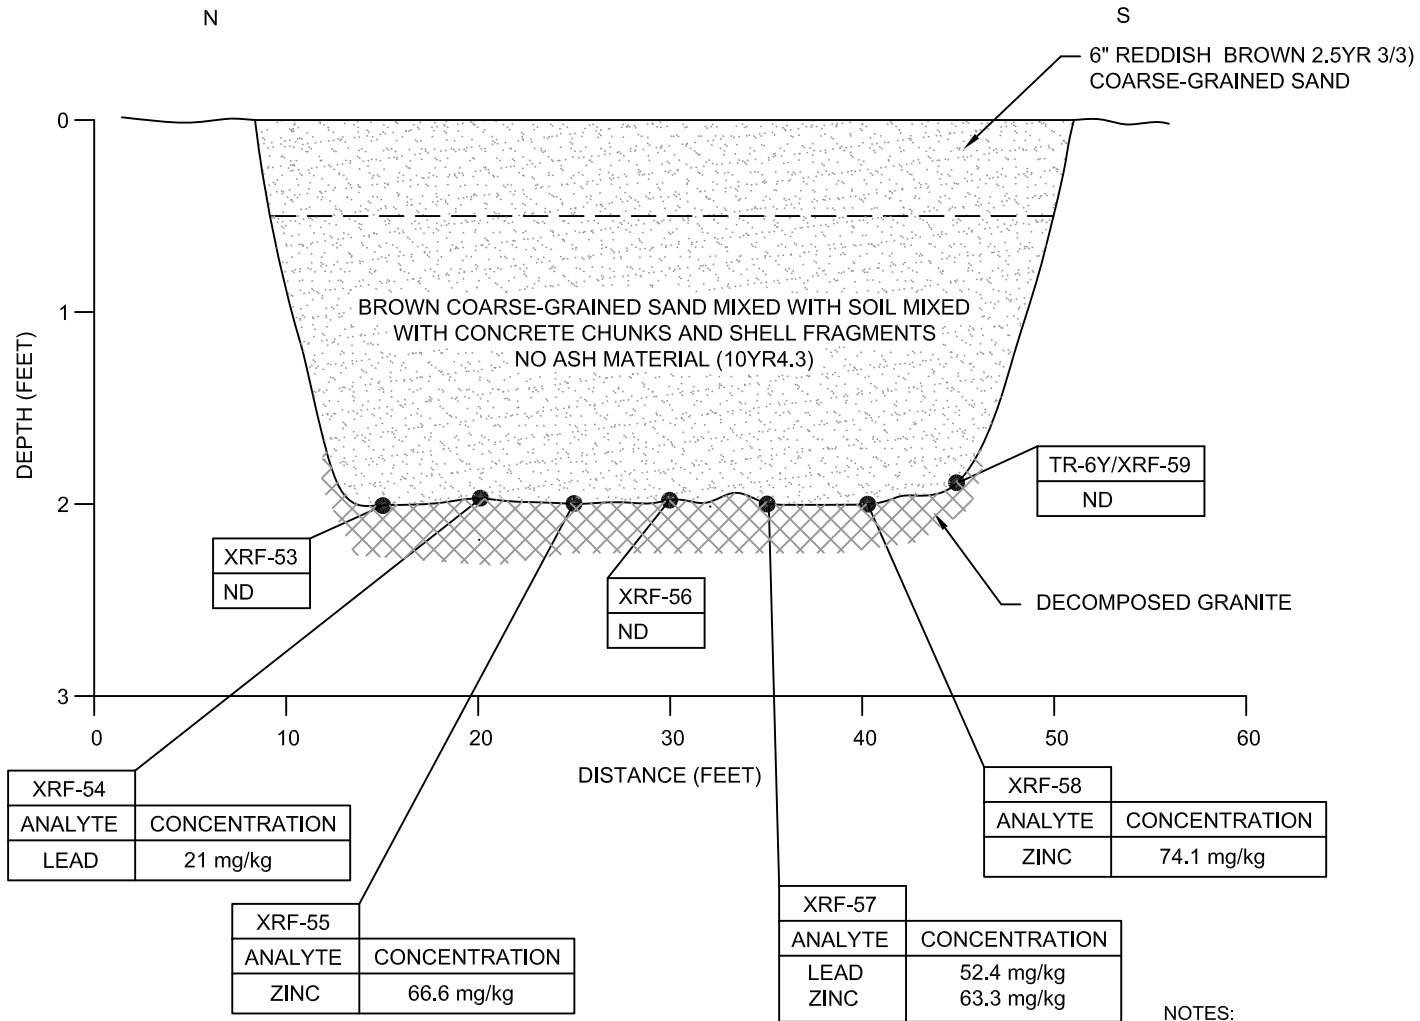 N
S
6" REDDISH BROWN 2.5YR 3/3)
COARSE-GRAINED SAND
0
1
2
3
DEPTH (FEET)
BROWN COARSE-GRAINED SAND MIXED WITH SOIL MIXED
WITH CONCRETE CHUNKS AND SHELL FRAGMENTS
NO ASH MATERIAL (10YR4.3)
TR-6Y/XRF-59
ND
XRF-53
ND
XRF-56
ND
DECOMPOSED GRANITE
0 10 20 30 40 50 60
DISTANCE (FEET)
XRF-54
ANALYTE CONCENTRATION
LEAD 21 mg/kg
XRF-55
ANALYTE CONCENTRATION
ZINC 66.6 mg/kg
XRF-57
ANALYTE CONCENTRATION
LEAD 52.4 mg/kg
ZINC 63.3 mg/kg
XRF-58
ANALYTE CONCENTRATION
ZINC 74.1 mg/kg
NOTES: